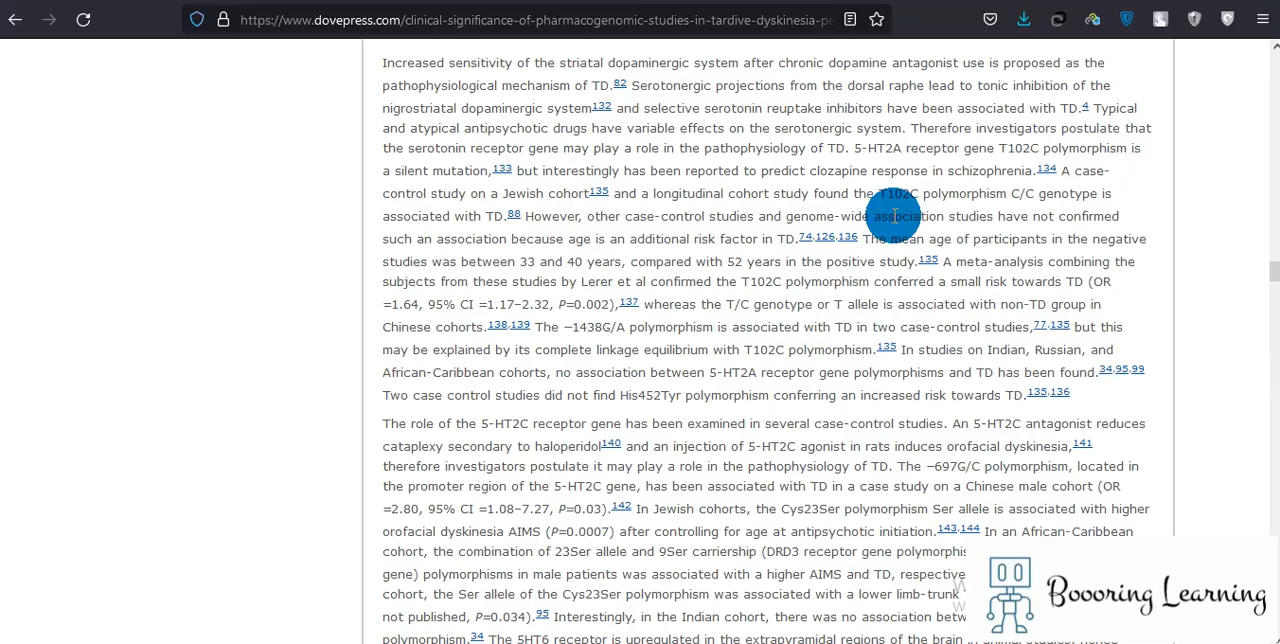 https://www.dovepress.com/clinical-significance-of-pharmacogenomic-studies-in-tardive-dyskinesia-pe
Increased sensitivity of the striatal dopaminergic system after chronic dopamine antagonist use is proposed as the
pathophysiological mechanism of TD.82 Serotonergic projections from the dorsal raphe lead to tonic inhibition of the
nigrostriatal dopaminergic system132 and selective serotonin reuptake inhibitors have been associated with TD.4 Typical
and atypical antipsychotic drugs have variable effects on the serotonergic system. Therefore investigators postulate that
the serotonin receptor gene may play a role in the pathophysiology of TD. 5-HT2A receptor gene T102C polymorphism is
a silent mutation,133 but interestingly has been reported to predict clozapine response in schizophrenia.134 A case-
control study on a Jewish cohort135 and a longitudinal cohort study found the T102C polymorphism C/C genotype is
associated with TD.88 However, other case-control studies and genome-wide association studies have not confirmed
such an association because age is an additional risk factor in TD.74,126,136 The mean age of participants in the negative
studies was between 33 and 40 years, compared with 52 years in the positive study.135 A meta-analysis combining the
subjects from these studies by Lerer et al confirmed the T102C polymorphism conferred a small risk towards TD (OR
=1.64, 95% CI =1.17–2.32, P=0.002),137 whereas the T/C genotype or T allele is associated with non-TD group in
Chinese cohorts.138,139 The −1438G/A polymorphism is associated with TD in two case-control studies,77,135 but this
may be explained by its complete linkage equilibrium with T102C polymorphism.135 In studies on Indian, Russian, and
African-Caribbean cohorts, no association between 5-HT2A receptor gene polymorphisms and TD has been found.34,95,99
Two case control studies did not find His452Tyr polymorphism conferring an increased risk towards TD.135,136
The role of the 5-HT2C receptor gene has been examined in several case-control studies. An 5-HT2C antagonist reduces
cataplexy secondary to haloperidol140 and an injection of 5-HT2C agonist in rats induces orofacial dyskinesia,141
therefore investigators postulate it may play a role in the pathophysiology of TD. The −697G/C polymorphism, located in
the promoter region of the 5-HT2C gene, has been associated with TD in a case study on a Chinese male cohort (OR
=2.80, 95% CI =1.08–7.27, P=0.03).142 In Jewish cohorts, the Cys23Ser polymorphism Ser allele is associated with higher
orofacial dyskinesia AIMS (P=0.0007) after controlling for age at antipsychotic initiation.143,144 In an African-Caribbean
cohort, the combination of 23Ser allele and 9Ser carriership (DRD3 receptor gene polymorphis
gene) polymorphisms in male patients was associated with a higher AIMS and TD, respective
cohort, the Ser allele of the Cys23Ser polymorphism was associated with a lower limb-trunk
not published, P=0.034).95 Interestingly, in the Indian cohort, there was no association betw
polymorphism.34 The 5HT6 receptor is upregulated in the extrapyramidal regions of the brain
Boooring Learning